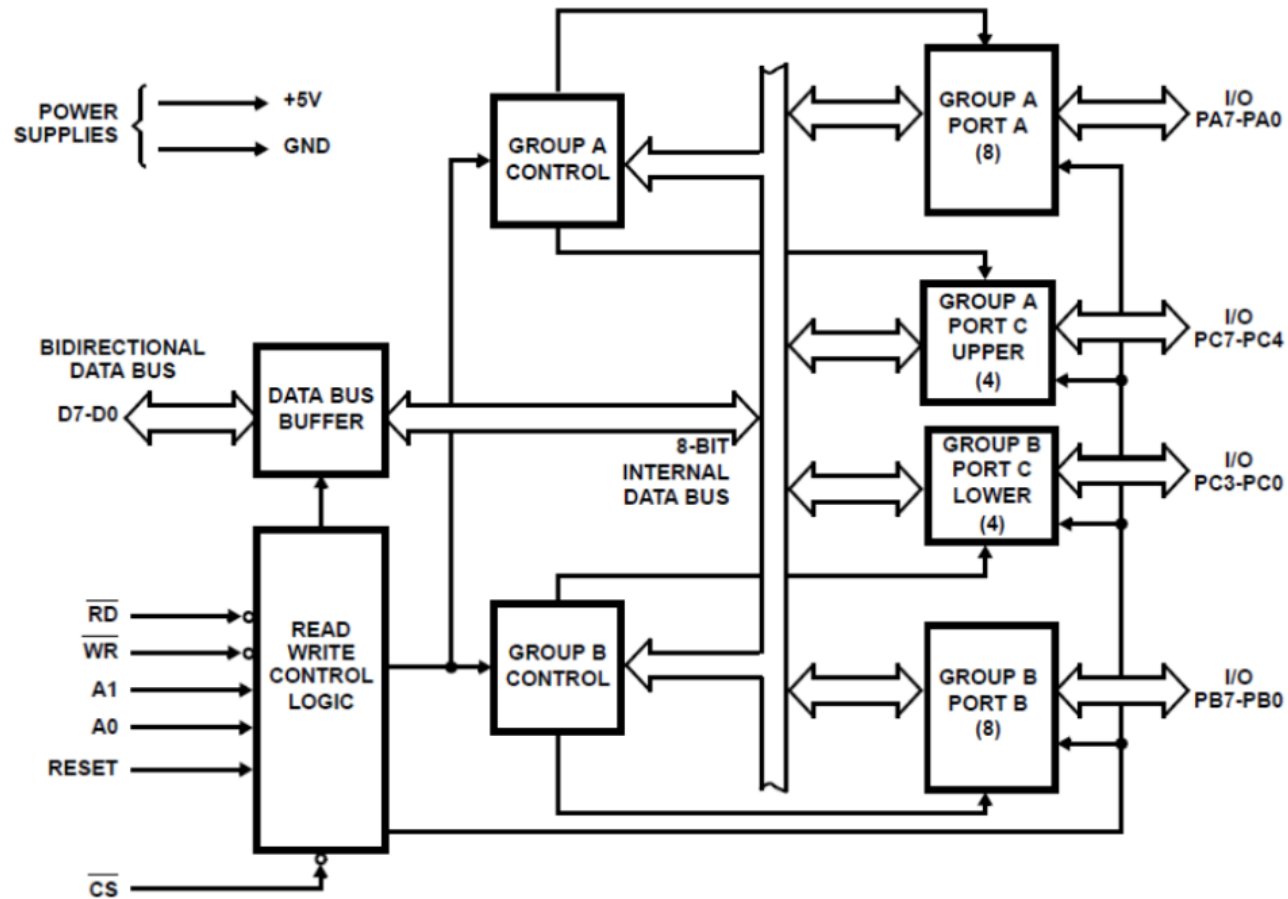 POWER
SUPPLIES
+5V
GND
GROUP A
CONTROL
GROUP A
PORT A
(8)
I/O
PA7-PA0
GROUP A
PORT C
UPPER
(4)
I/O
PC7-PC4
BIDIRECTIONAL
DATA BUS
D7-D0
DATA BUS
BUFFER
8-BIT
INTERNAL
DATA BUS
GROUP B
PORT C
LOWER
(4)
I/O
PC3-PC0
RD
WR
A1
A0
RESET
CS
READ
WRITE
CONTROL
LOGIC
GROUP B
CONTROL
GROUP B
PORT B
(8)
I/O
PB7-PB0